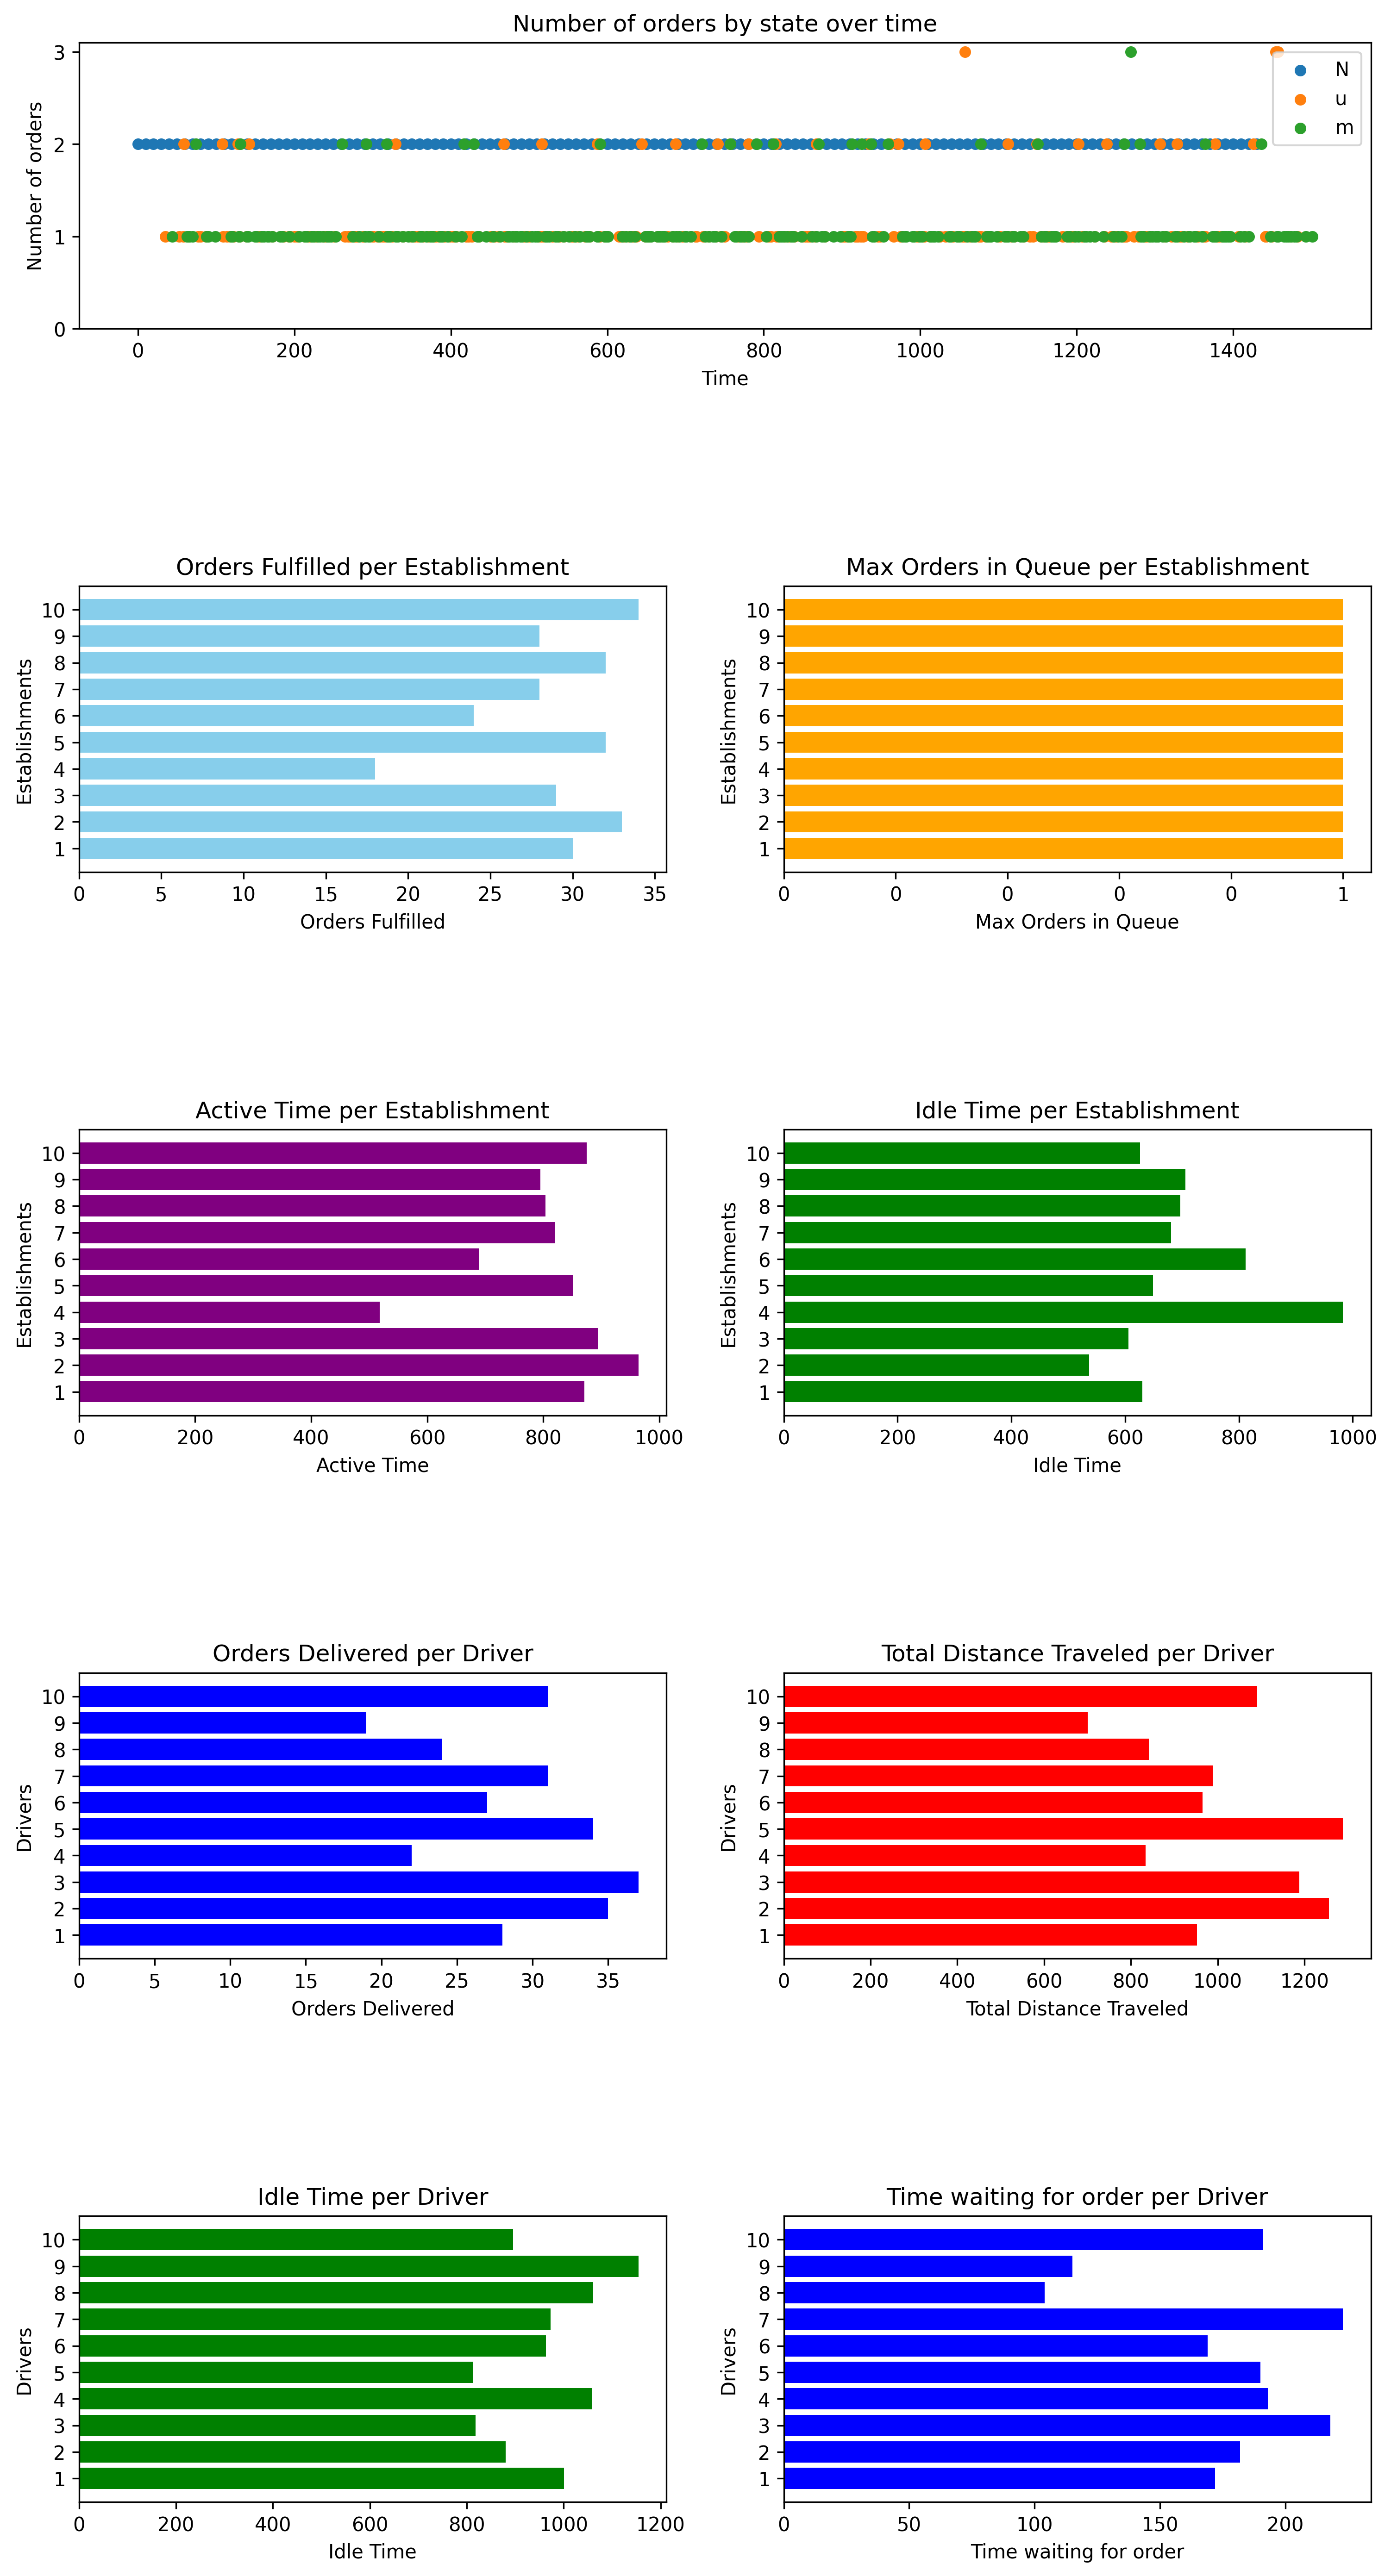 Number of orders by state over time
Number of orders
3
2
1
0
N
u
m
0 200 400 600 800 1000 1200 1400
Time
Orders Fulfilled per Establishment
Establishments
10
9
8
7
6
5
4
3
2
1
0 5 10 15 20 25 30 35
Orders Fulfilled
Max Orders in Queue per Establishment
Establishments
10
9
8
7
6
5
4
3
2
1
0 0 0 0 0 1
Max Orders in Queue
Active Time per Establishment
Establishments
10
9
8
7
6
5
4
3
2
1
0 200 400 600 800 1000
Active Time
Idle Time per Establishment
Establishments
10
9
8
7
6
5
4
3
2
1
0 200 400 600 800 1000
Idle Time
Orders Delivered per Driver
Drivers
10
9
8
7
6
5
4
3
2
1
0 5 10 15 20 25 30 35
Orders Delivered
Total Distance Traveled per Driver
Drivers
10
9
8
7
6
5
4
3
2
1
0 200 400 600 800 1000 1200
Total Distance Traveled
Idle Time per Driver
Drivers
10
9
8
7
6
5
4
3
2
1
0 200 400 600 800 1000 1200
Idle Time
Time waiting for order per Driver
Drivers
10
9
8
7
6
5
4
3
2
1
0 50 100 150 200
Time waiting for order